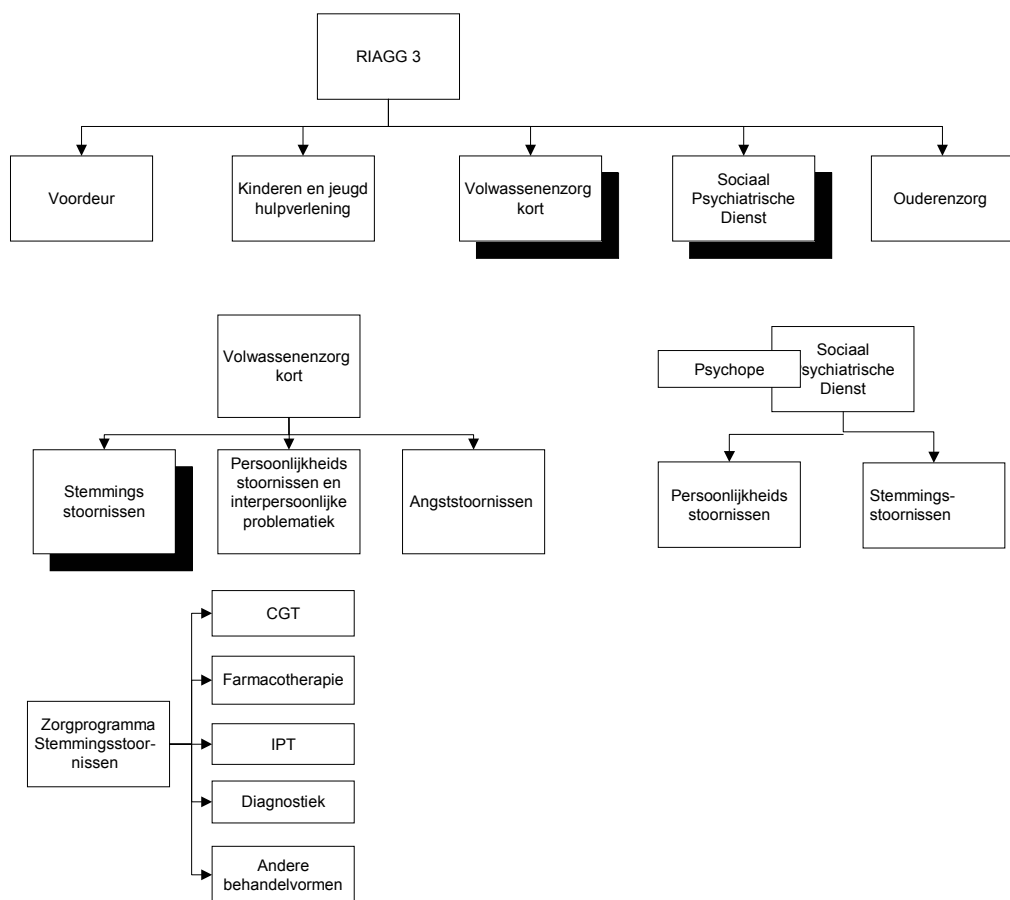 RIAGG 3
Voordeur
Kinderen en jeugd
hulpverlening
Volwassenenzorg
kort
Sociaal
Psychiatrische
Dienst
Ouderenzorg
Volwassenenzorg
kort
Psychope
Sociaal
sychiatrische
Dienst
Stemmings
stoornissen
Persoonlijkheids
stoornissen en
interpersoonlijke
problematiek
Angststoornissen
Persoonlijkheids
stoornissen
Stemmings-
stoornissen
CGT
Farmacotherapie
Zorgprogramma
Stemmingsstoor-
nissen
IPT
Diagnostiek
Andere
behandelvormen